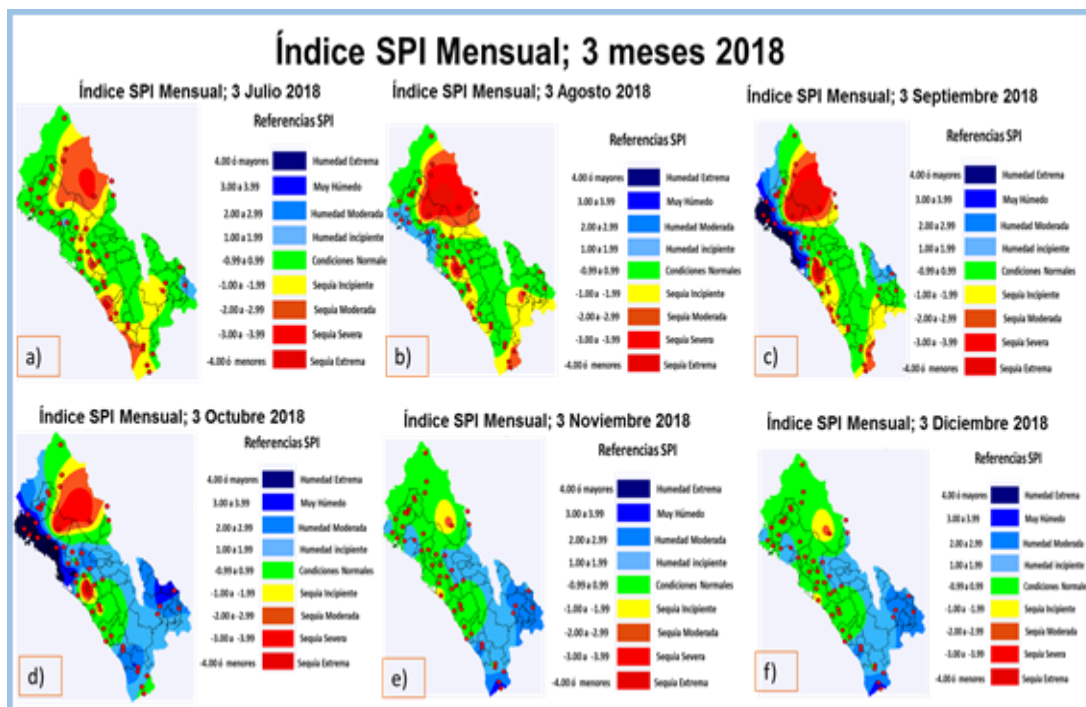 Índice SPI Mensual; 3 meses 2018
Índice SPI Mensual; 3 Julio 2018
Referencias SPI
4.00 ó mayores Humedad Extrema
3.00 a 3.99 Muy Húmedo
2.00 a 2.99 Humedad Moderada
1.00 a 1.99 Humedad incipiente
-0.99 a 0.99 Condiciones Normales
-1.00 a -1.99 Sequía Incipiente
-2.00 a -2.99 Sequía Moderada
-3.00 a -3.99 Sequía Severa
-4.00 ó menores Sequía Extrema
a)
Índice SPI Mensual; 3 Agosto 2018
Referencias SPI
4.00 ó mayores Humedad Extrema
3.00 a 3.99 Muy Húmedo
2.00 a 2.99 Humedad Moderada
1.00 a 1.99 Humedad incipiente
-0.99 a 0.99 Condiciones Normales
-1.00 a -1.99 Sequía Incipiente
-2.00 a -2.99 Sequía Moderada
-3.00 a -3.99 Sequía Severa
-4.00 ó menores Sequía Extrema
b)
Índice SPI Mensual; 3 Septiembre 2018
Referencias SPI
4.00 ó mayores Humedad Extrema
3.00 a 3.99 Muy Húmedo
2.00 a 2.99 Humedad Moderada
1.00 a 1.99 Humedad incipiente
-0.99 a 0.99 Condiciones Normales
-1.00 a -1.99 Sequía Incipiente
-2.00 a -2.99 Sequía Moderada
-3.00 a -3.99 Sequía Severa
-4.00 ó menores Sequía Extrema
c)
Índice SPI Mensual; 3 Octubre 2018
Referencias SPI
4.00 ó mayores Humedad Extrema
3.00 a 3.99 Muy Húmedo
2.00 a 2.99 Humedad Moderada
1.00 a 1.99 Humedad incipiente
-0.99 a 0.99 Condiciones Normales
-1.00 a -1.99 Sequía Incipiente
-2.00 a -2.99 Sequía Moderada
-3.00 a -3.99 Sequía Severa
-4.00 ó menores Sequía Extrema
d)
Índice SPI Mensual; 3 Noviembre 2018
Referencias SPI
4.00 ó mayores Humedad Extrema
3.00 a 3.99 Muy Húmedo
2.00 a 2.99 Humedad Moderada
1.00 a 1.99 Humedad incipiente
-0.99 a 0.99 Condiciones Normales
-1.00 a -1.99 Sequía Incipiente
-2.00 a -2.99 Sequía Moderada
-3.00 a -3.99 Sequía Severa
-4.00 ó menores Sequía Extrema
e)
Índice SPI Mensual; 3 Diciembre 2018
Referencias SPI
4.00 ó mayores Humedad Extrema
3.00 a 3.99 Muy Húmedo
2.00 a 2.99 Humedad Moderada
1.00 a 1.99 Humedad incipiente
-0.99 a 0.99 Condiciones Normales
-1.00 a -1.99 Sequía Incipiente
-2.00 a -2.99 Sequía Moderada
-3.00 a -3.99 Sequía Severa
-4.00 ó menores Sequía Extrema
f)